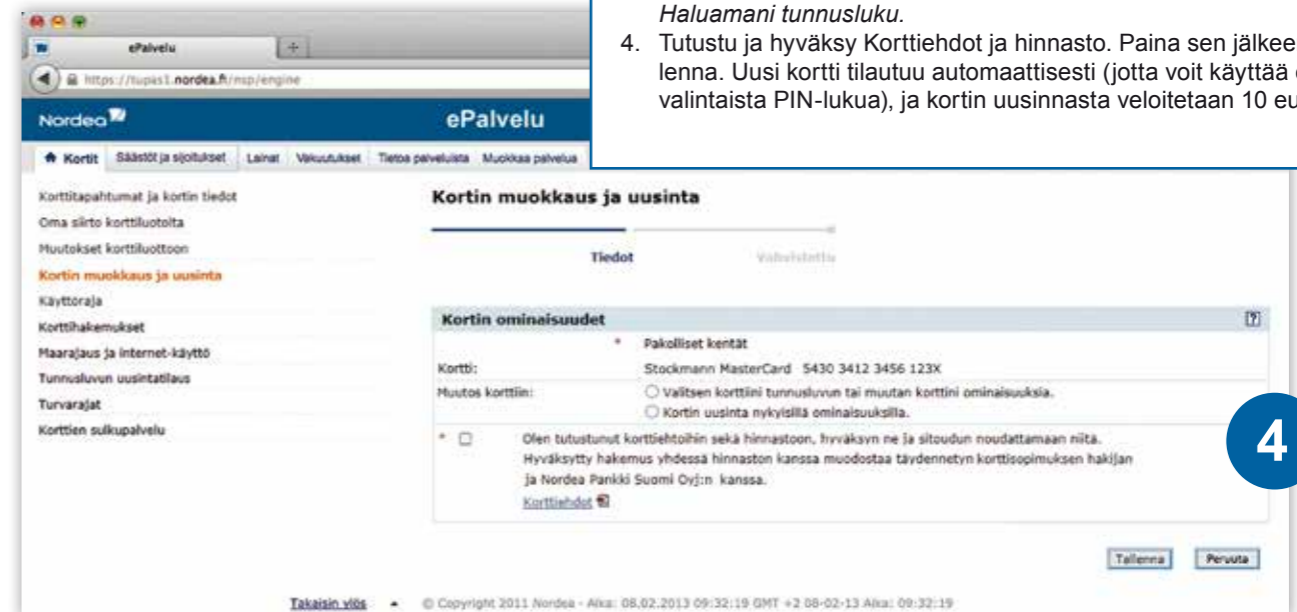 Haluamani tunnusluku.
4. Tutustu ja hyväksy Korttiehdot ja hinnasto. Paina sen jälkee
lenna. Uusi kortti tilautuu automaattisesti (jotta voit käyttää
valintaista PIN-lukua), ja kortin uusinnasta veloitetaan 10 eu
ePalvelu
https://tupas1.nordea.fi/nsp/engine
Nordea
ePalvelu
Kortit Säästöt ja sijoitukset Lainat Vakuutukset Tietoa palveluista Muokkaa palvelua
Korttitapahtumat ja kortin tiedot
Oma siirto korttiluotolta
Muutokset korttiluottoon
Kortin muokkaus ja uusinta
Käyttöraja
Korttihakemukset
Maarajaus ja internet-käyttö
Tunnusluvun uusintatilaus
Turvarajat
Korttien sulkupalvelu
Kortin muokkaus ja uusinta
Tiedot Vahvistettu
Kortin ominaisuudet ?
* Pakolliset kentät
Kortti: Stockmann MasterCard 5430 3412 3456 123X
Muutos korttiin: Valitsen korttiini tunnusluvun tai muutan korttini ominaisuuksia.
Kortin uusinta nykyisillä ominaisuuksilla.
* Olen tutustunut korttiehtoihin sekä hinnastoon, hyväksyn ne ja sitoudun noudattamaan niitä.
Hyväksytty hakemus yhdessä hinnaston kanssa muodostaa täydennetyn korttisopimuksen hakijan
ja Nordea Pankki Suomi Oyj:n kanssa.
Korttiehdot
4
Tallenna Peruuta
Takaisin ylös © Copyright 2011 Nordea - Aika: 08.02.2013 09:32:19 GMT +2 08-02-13 Aika: 09:32:19